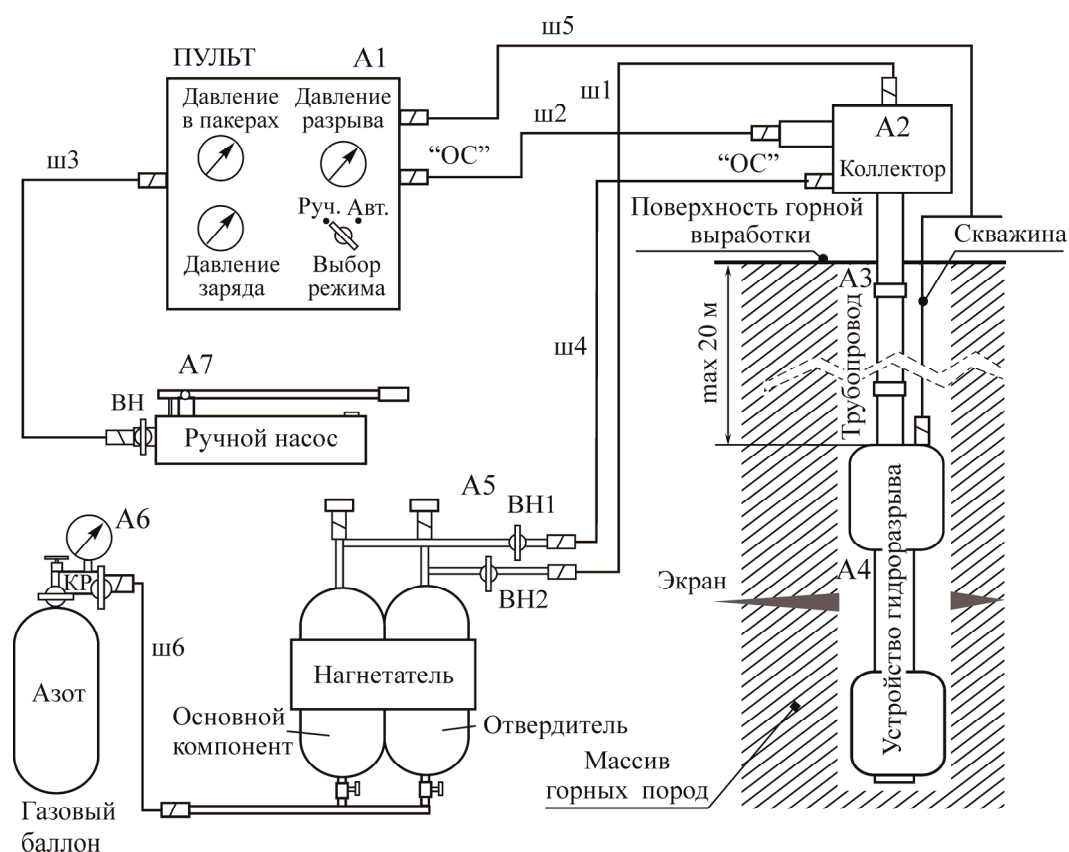 ш5
ПУЛЬТ
А1
Давление
в пакерах
Давление
разрыва
ш1
ш2
А2
Коллектор
ш3
“ОС”
“ОС”
Руч. Авт.
Давление
заряда
Выбор
режима
Поверхность горной
выработки
Скважина
А3
Трубопровод
max 20 м
ш4
А7
ВН
Ручной насос
А5
ВН1
ВН2
А6
КР
Азот
Газовый
баллон
ш6
Нагнетатель
Основной
компонент
Отвердитель
Экран
А4
Устройство гидроразрыва
Массив
горных пород